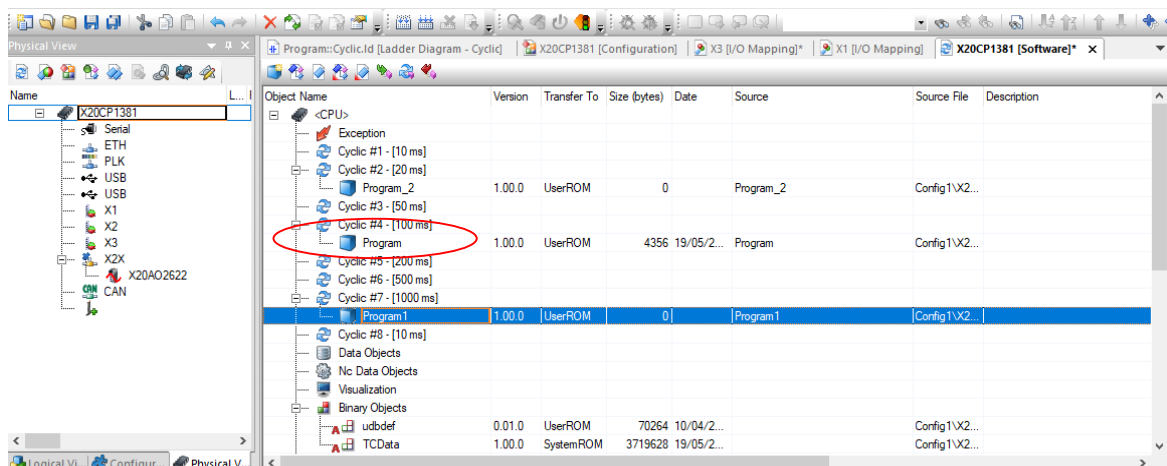 Physical View
Program::Cyclic.ld [Ladder Diagram - Cyclic] X20CP1381 [Configuration] X3 [I/O Mapping]* X1 [I/O Mapping] X20CP1381 [Software]*
Name L...
X20CP1381
Serial
ETH
PLK
USB
USB
X1
X2
X3
X2X
X20AO2622
CAN
Object Name Version Transfer To Size (bytes) Date Source Source File Description
<CPU>
Exception
Cyclic #1 - [10 ms]
Cyclic #2 - [20 ms]
Program_2 1.00.0 UserROM 0 Program_2 Config1\X2...
Cyclic #3 - [50 ms]
Cyclic #4 - [100 ms]
Program 1.00.0 UserROM 4356 19/05/2... Program Config1\X2...
Cyclic #5 - [200 ms]
Cyclic #6 - [500 ms]
Cyclic #7 - [1000 ms]
Program1 1.00.0 UserROM 0 Program1 Config1\X2...
Cyclic #8 - [10 ms]
Data Objects
Nc Data Objects
Visualization
Binary Objects
udbdef 0.01.0 UserROM 70264 10/04/2... Config1\X2...
TCData 1.00.0 SystemROM 3719628 19/05/2... Config1\X2...
Logical Vi... Configur... Physical V...